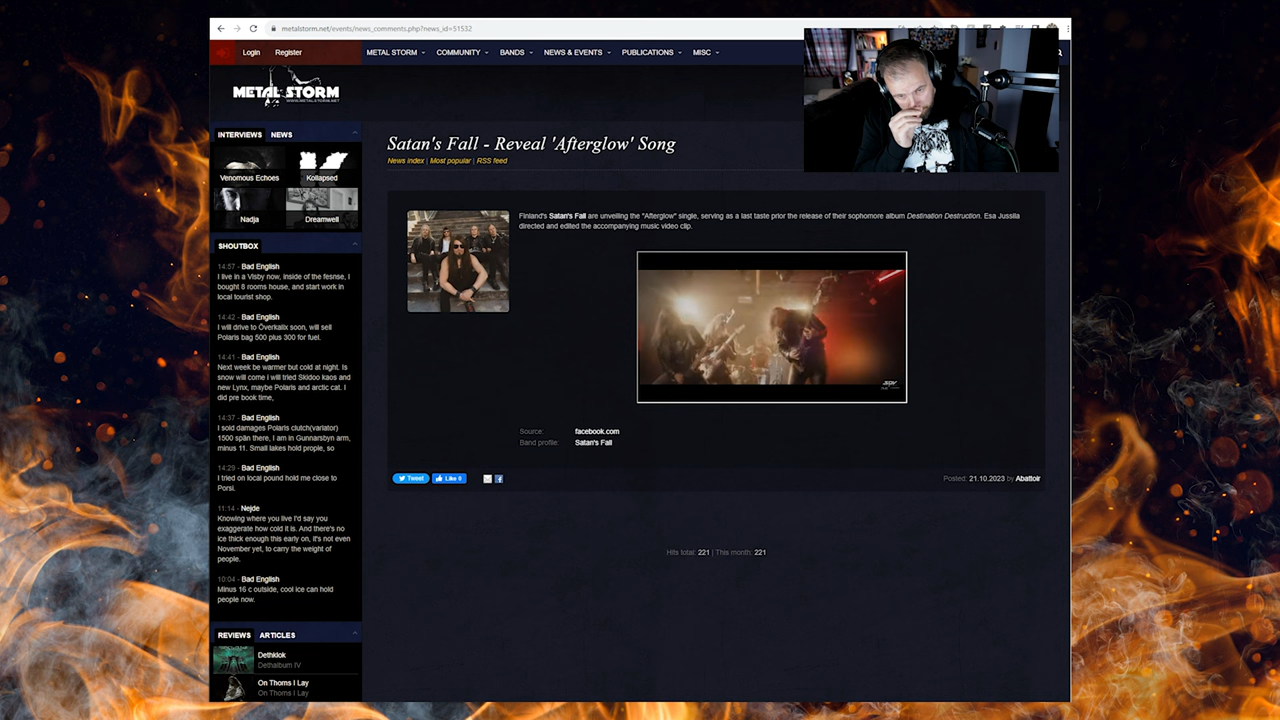 metalstorm.net/events/news_comments.php?news_id=51532
Login Register
METAL STORM COMMUNITY BANDS NEWS & EVENTS PUBLICATIONS MISC
METAL STORM
WWW.METALSTORM.NET
INTERVIEWS NEWS
Venomous Echoes Kollapsed
Nadja Dreamwell
SHOUTBOX
14:57 - Bad English
I live in a Visby now, inside of the fesnse, I
bought 8 rooms house, and start work in
local tourist shop.
14:42 - Bad English
I will drive to Överkalix soon, will sell
Polaris bag 500 plus 300 for fuel.
14:41 - Bad English
Next week be warmer but cold at night. Is
snow will come i will tried Skidoo kaos and
new Lynx, maybe Polaris and arctic cat. I
did pre book time,
14:37 - Bad English
I sold damages Polaris clutch(variator)
1500 spän there, I am in Gunnarsbyn arm,
minus 11. Small lakes hold prople, so
14:29 - Bad English
I tried on local pound hold me close to
Porsi.
11:14 - Nejde
Knowing where you live I'd say you
exaggerate how cold it is. And there's no
ice thick enough this early on, it's not even
November yet, to carry the weight of
people.
10:04 - Bad English
Minus 16 c outside, cool ice can hold
people now.
REVIEWS ARTICLES
Dethklok
Dethalbum IV
On Thorns I Lay
On Thorns I Lay
Satan's Fall - Reveal 'Afterglow' Song
News index | Most popular | RSS feed
Finland's Satan's Fall are unveiling the "Afterglow" single, serving as a last taste prior the release of their sophomore album Destination Destruction. Esa Jussila
directed and edited the accompanying music video clip.
SPV
Source: facebook.com
Band profile: Satan's Fall
Tweet Like 0
Posted: 21.10.2023 by Abattoir
Hits total: 221 | This month: 221